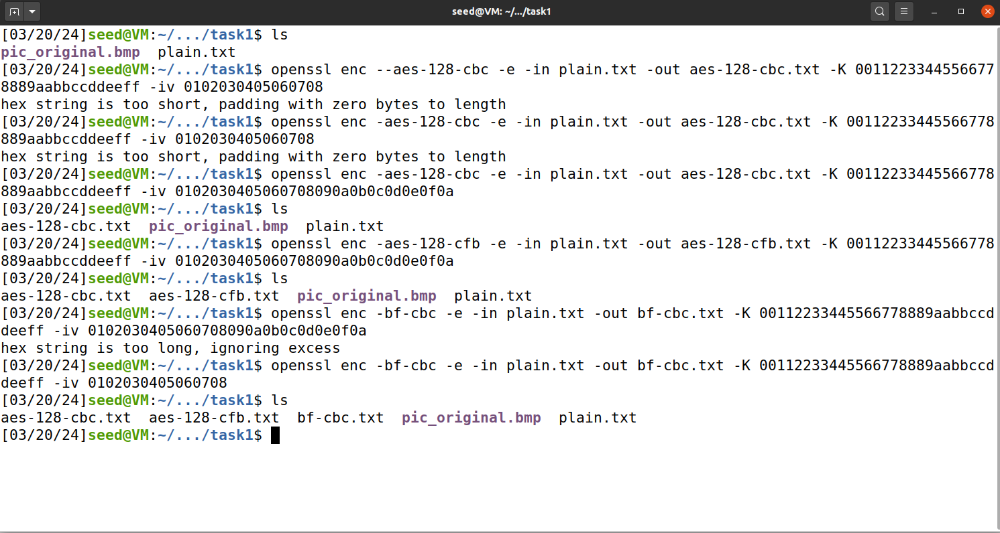 seed@VM: ~/.../task1
[03/20/24]seed@VM:~/.../task1$ ls
pic_original.bmp  plain.txt
[03/20/24]seed@VM:~/.../task1$ openssl enc --aes-128-cbc -e -in plain.txt -out aes-128-cbc.txt -K 0011223344556677
8889aabbccddeeff -iv 0102030405060708
hex string is too short, padding with zero bytes to length
[03/20/24]seed@VM:~/.../task1$ openssl enc -aes-128-cbc -e -in plain.txt -out aes-128-cbc.txt -K 00112233445566778
889aabbccddeeff -iv 0102030405060708
hex string is too short, padding with zero bytes to length
[03/20/24]seed@VM:~/.../task1$ openssl enc -aes-128-cbc -e -in plain.txt -out aes-128-cbc.txt -K 00112233445566778
889aabbccddeeff -iv 0102030405060708090a0b0c0d0e0f0a
[03/20/24]seed@VM:~/.../task1$ ls
aes-128-cbc.txt  pic_original.bmp  plain.txt
[03/20/24]seed@VM:~/.../task1$ openssl enc -aes-128-cfb -e -in plain.txt -out aes-128-cfb.txt -K 00112233445566778
889aabbccddeeff -iv 0102030405060708090a0b0c0d0e0f0a
[03/20/24]seed@VM:~/.../task1$ ls
aes-128-cbc.txt  aes-128-cfb.txt  pic_original.bmp  plain.txt
[03/20/24]seed@VM:~/.../task1$ openssl enc -bf-cbc -e -in plain.txt -out bf-cbc.txt -K 00112233445566778889aabbccd
deeff -iv 0102030405060708090a0b0c0d0e0f0a
hex string is too long, ignoring excess
[03/20/24]seed@VM:~/.../task1$ openssl enc -bf-cbc -e -in plain.txt -out bf-cbc.txt -K 00112233445566778889aabbccd
deeff -iv 0102030405060708
[03/20/24]seed@VM:~/.../task1$ ls
aes-128-cbc.txt  aes-128-cfb.txt  bf-cbc.txt  pic_original.bmp  plain.txt
[03/20/24]seed@VM:~/.../task1$